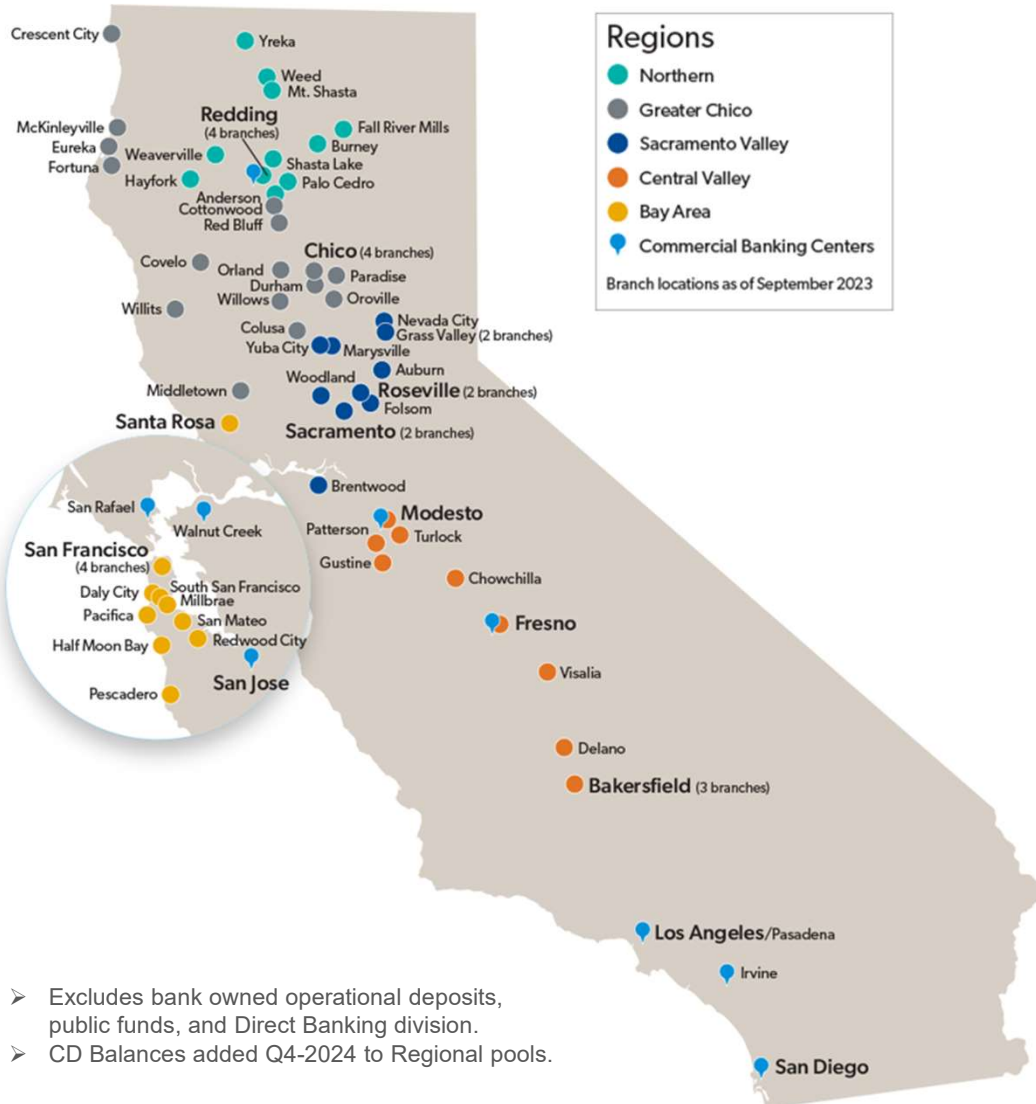 Crescent City
Yreka
Weed
Mt. Shasta
Redding
(4 branches)
McKinleyville
Eureka
Fortuna
Fall River Mills
Burney
Weaverville
Shasta Lake
Hayfork
Palo Cedro
Anderson
Cottonwood
Red Bluff
Chico (4 branches)
Covelo
Orland
Paradise
Durham
Willows
Oroville
Willits
Nevada City
Colusa
Grass Valley (2 branches)
Yuba City
Marysville
Auburn
Woodland
Middletown
Roseville (2 branches)
Folsom
Santa Rosa
Sacramento (2 branches)
Brentwood
San Rafael
Walnut Creek
San Francisco
(4 branches)
Daly City
South San Francisco
Millbrae
Pacifica
San Mateo
Half Moon Bay
Redwood City
San Jose
Pescadero
Modesto
Patterson
Turlock
Gustine
Chowchilla
Fresno
Visalia
Delano
Bakersfield (3 branches)
Los Angeles/Pasadena
Irvine
San Diego
Regions
Northern
Greater Chico
Sacramento Valley
Central Valley
Bay Area
Commercial Banking Centers
Branch locations as of September 2023
➢ Excludes bank owned operational deposits,
public funds, and Direct Banking division.
➢ CD Balances added Q4-2024 to Regional pools.